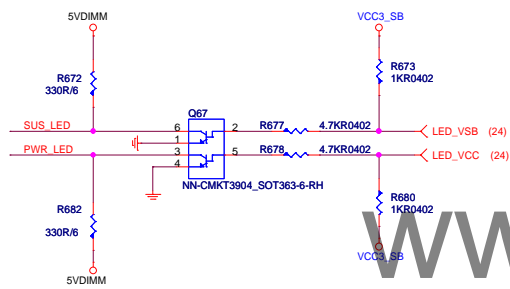 5VDIMM
VCC3_SB
R672
330R/6
R673
1KR0402
Q67
SUS_LED
6
2
R677
4.7KR0402
LED_VSB (24)
1
PWR_LED
3
5
R678
4.7KR0402
LED_VCC (24)
4
NN-CMKT3904_SOT363-6-RH
R682
330R/6
R680
1KR0402
5VDIMM
VCC3_SB
WW